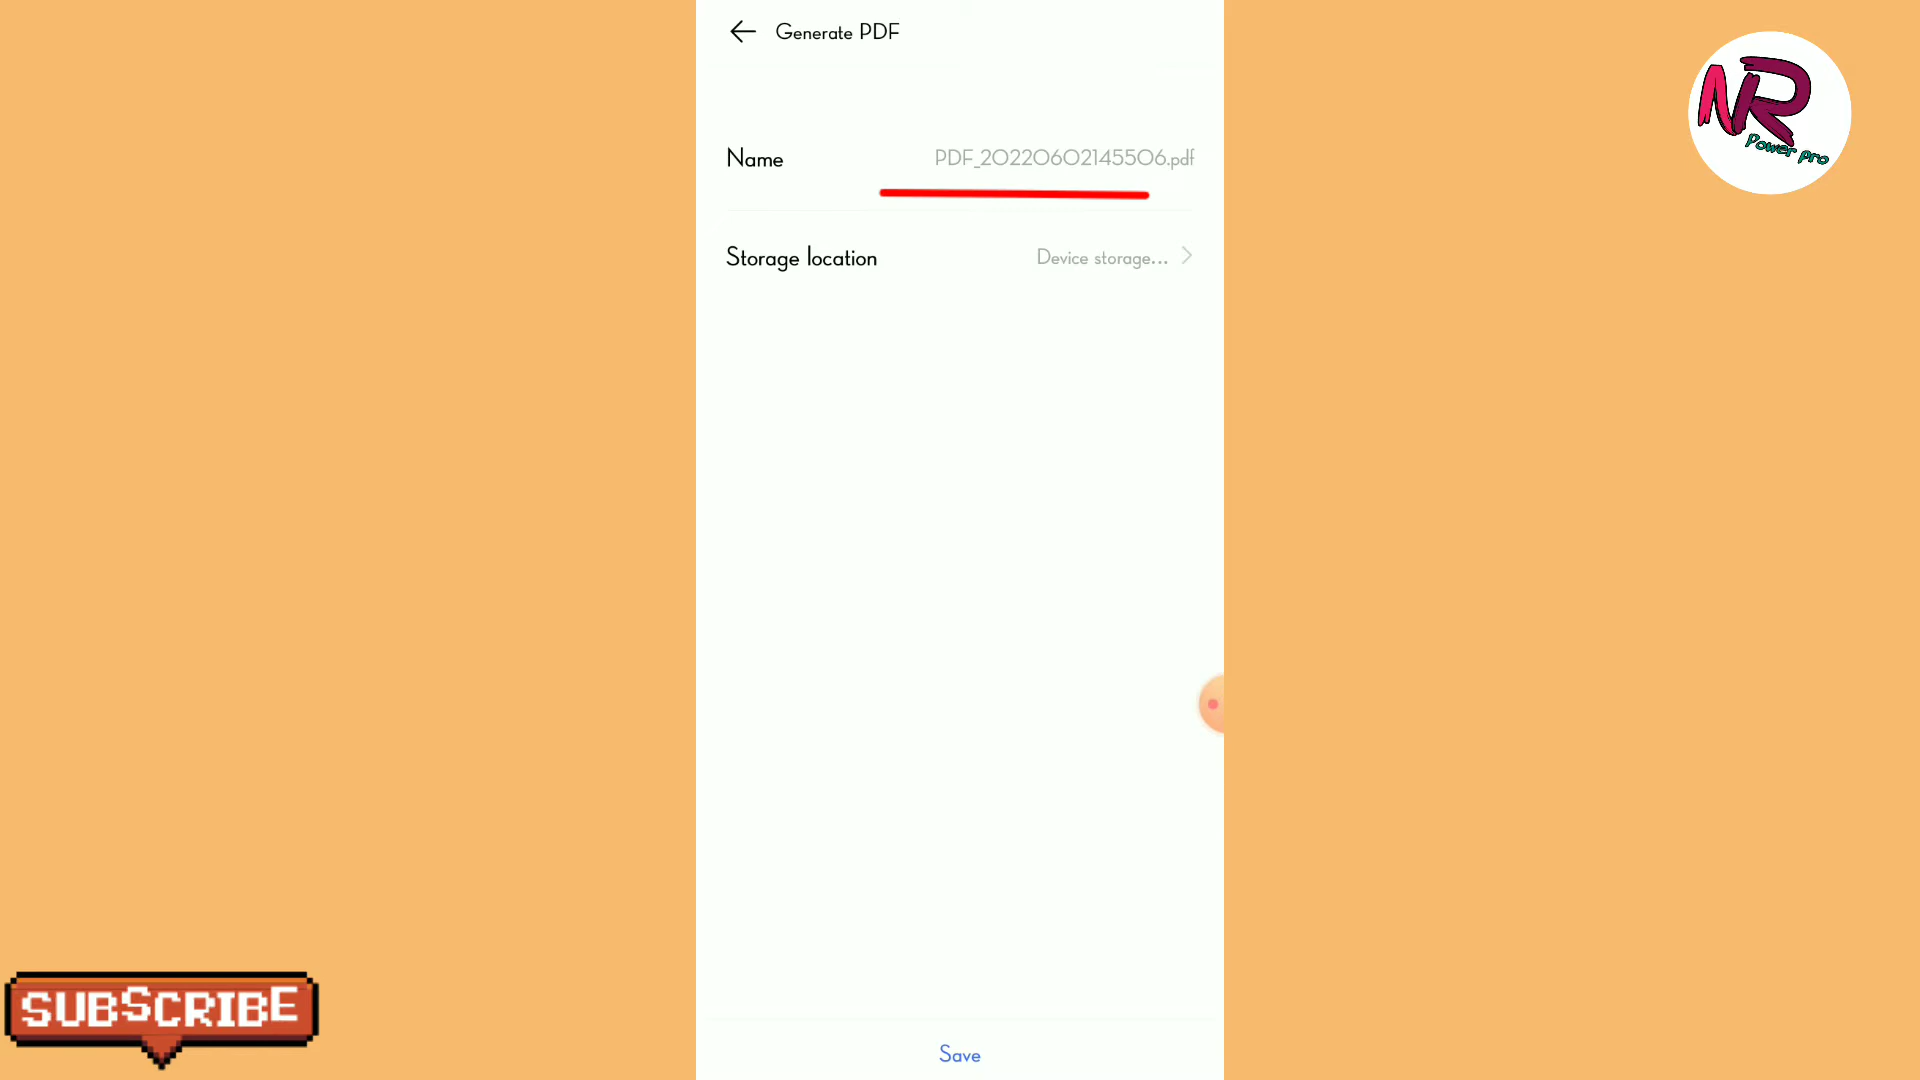 Generate PDF
NR
Power pro
Name
PDF_20220602145506.pdf
Storage location
Device storage...
SUBSCRIBE
Save